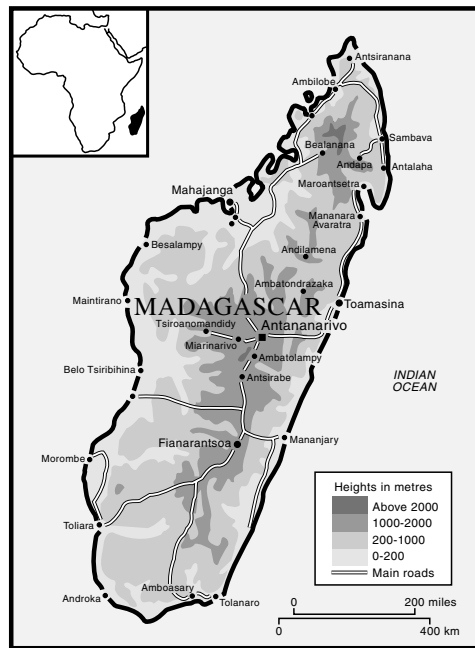 Antsiranana
Ambilobe
Sambava
Bealanana
Andapa
Antalaha
Maroantsetra
Mahajanga
Mananara
Avaratra
Besalampy
Andilamena
Ambatondrazaka
Maintirano
MADAGASCAR
Toamasina
Tsiroanomandidy
Antananarivo
Miarinarivo
Ambatolampy
Belo Tsiribihina
Antsirabe
INDIAN
OCEAN
Fianarantsoa
Mananjary
Morombe
Toliara
Heights in metres
Above 2000
1000-2000
200-1000
0-200
Main roads
Androka
Amboasary
Tolanaro
0 200 miles
0 400 km